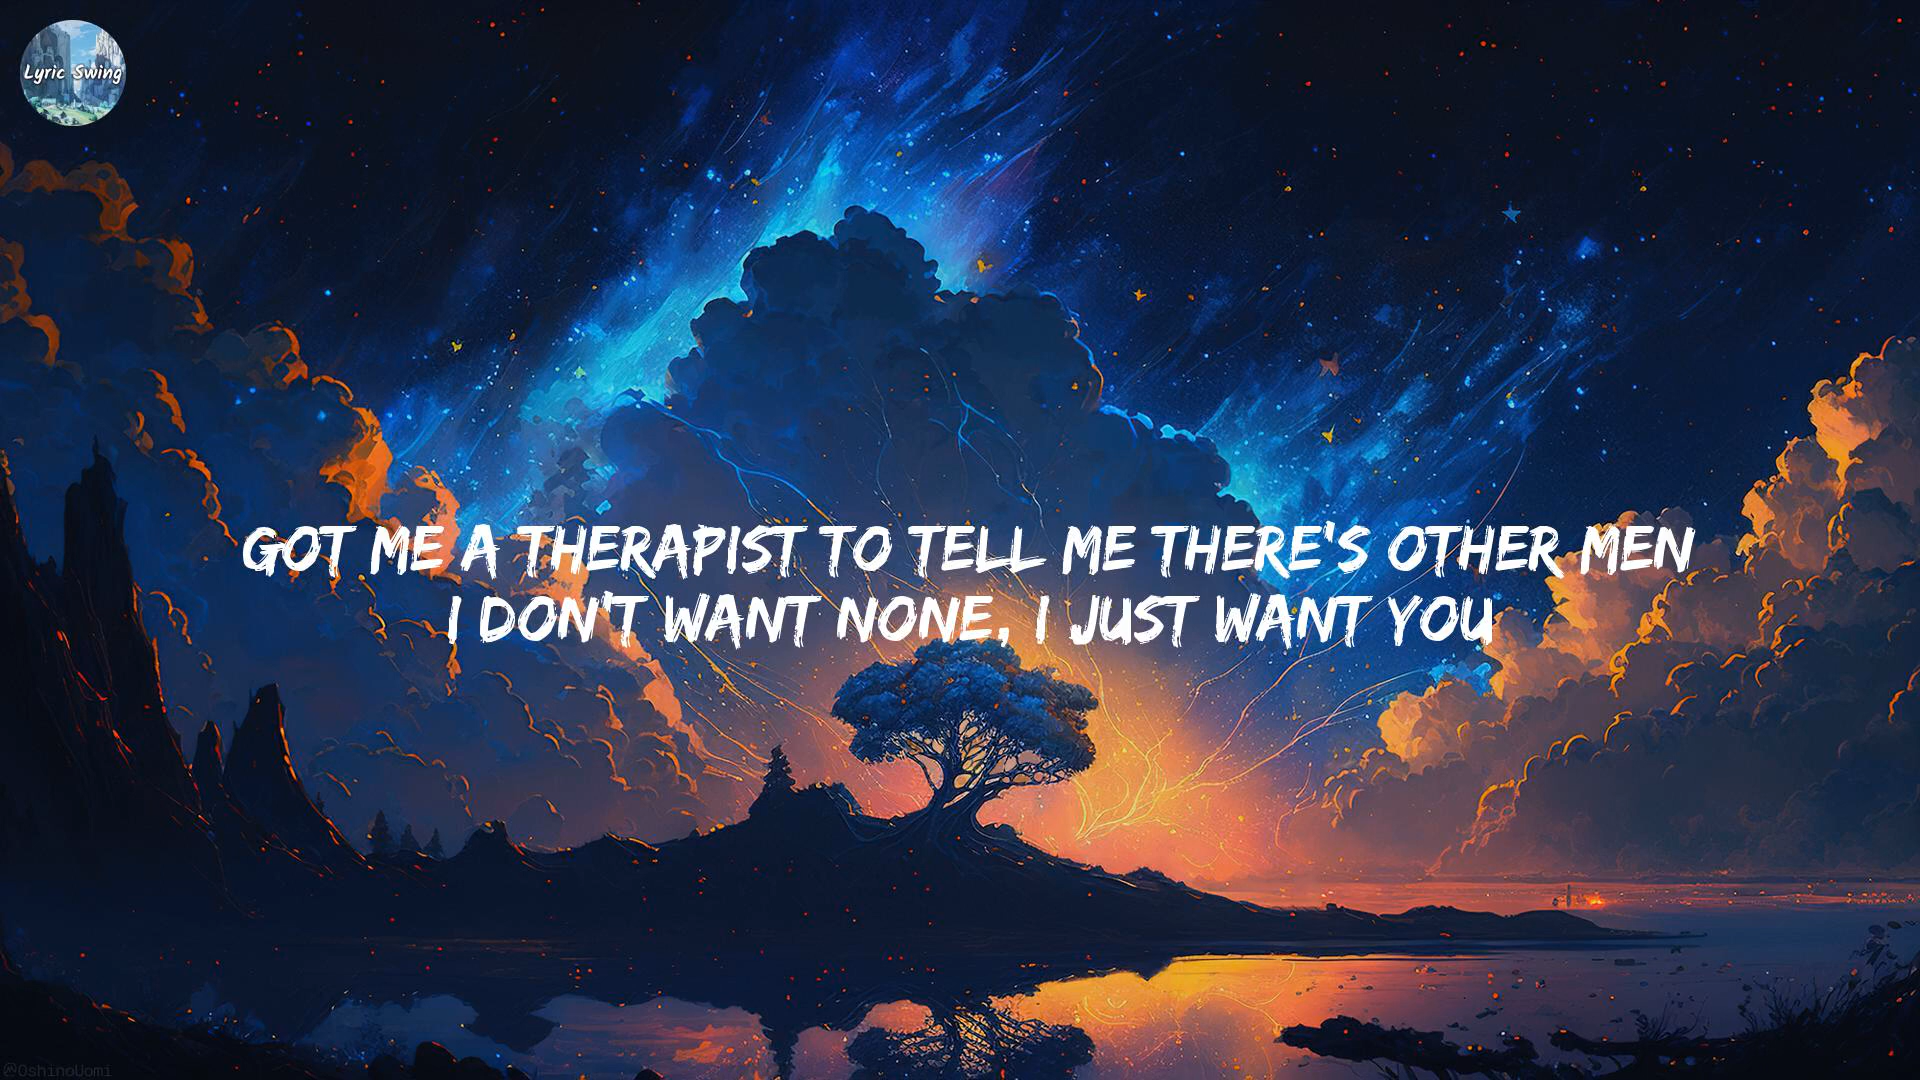 Lyric Swing
GOT ME A THERAPIST TO TELL ME THERE'S OTHER MEN
I DON'T WANT NONE, I JUST WANT YOU
@OshinoUomi